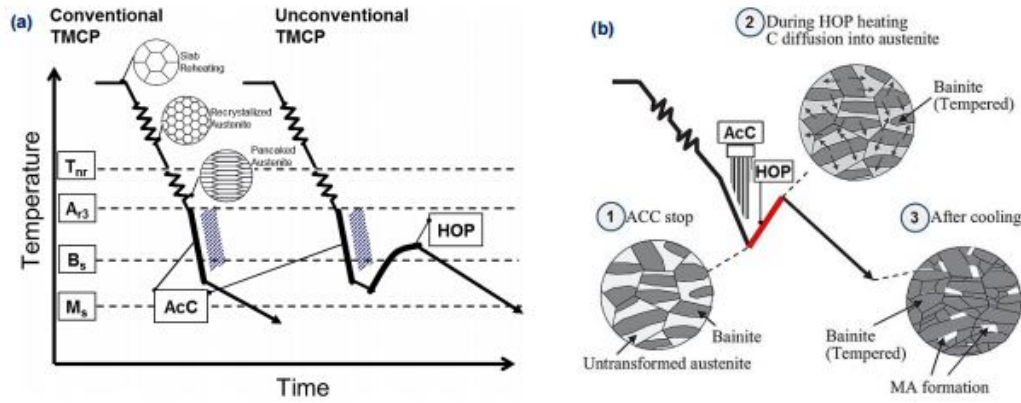 (a)
Conventional
TMCP
Unconventional
TMCP
Slab
Reheating
Recrystallized
Austenite
Pancaked
Austenite
Temperature
Tnr
Ar3
Bs
Ms
AcC
HOP
Time
(b)
2 During HOP heating
C diffusion into austenite
Bainite
(Tempered)
AcC
HOP
1 ACC stop
3 After cooling
Bainite
Untransformed austenite
Bainite
(Tempered)
MA formation